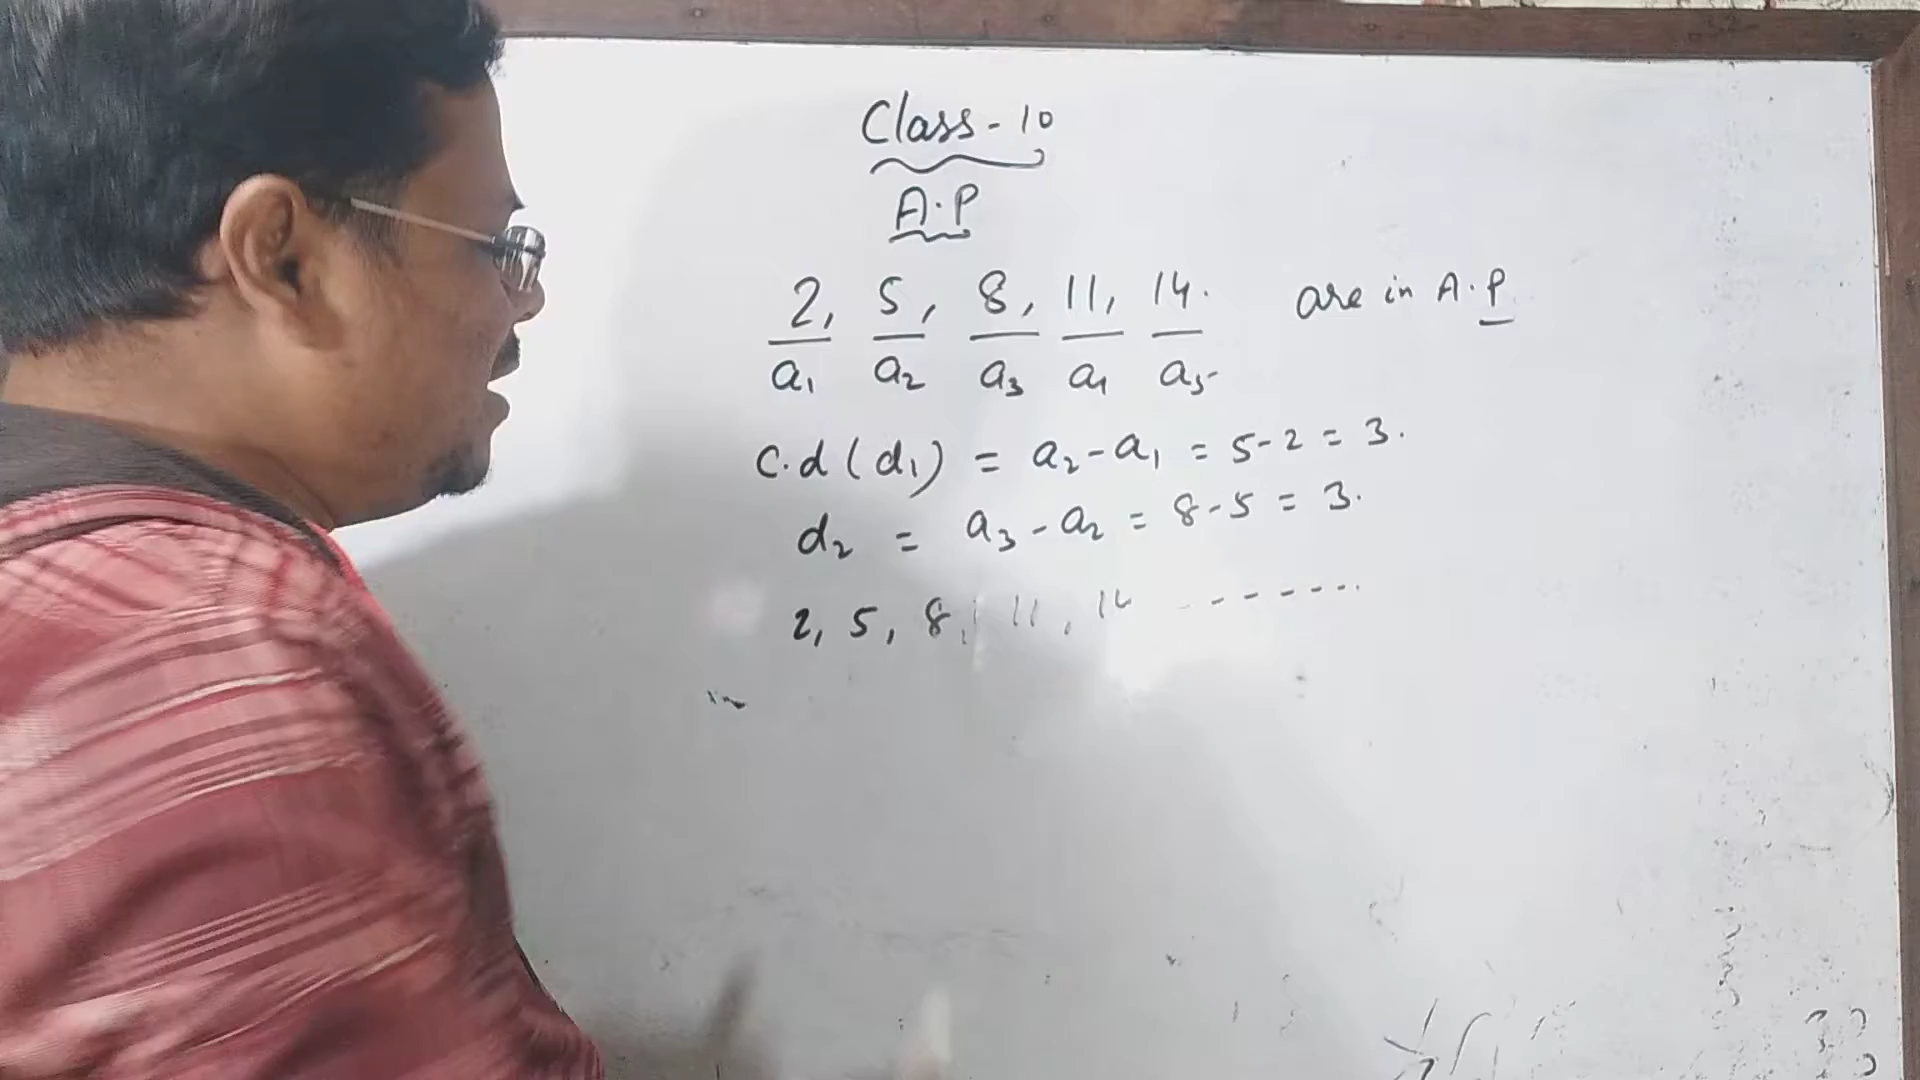 Class - 10
A.P
2, 5, 8, 11, 14. are in A.P
a₁ a₂ a₃ a₄ a₅
C.d (d₁) = a₂ - a₁ = 5 - 2 = 3.
d₂ = a₃ - a₂ = 8 - 5 = 3.
2, 5, 8, 11, 14 -------